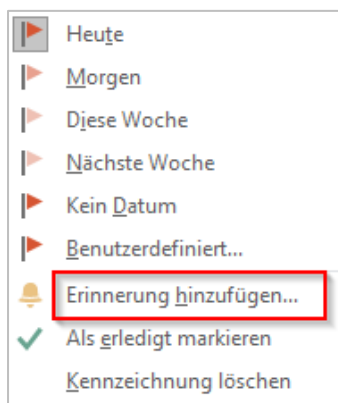 Heute
Morgen
Diese Woche
Nächste Woche
Kein Datum
Benutzerdefiniert...
Erinnerung hinzufügen...
Als erledigt markieren
Kennzeichnung löschen